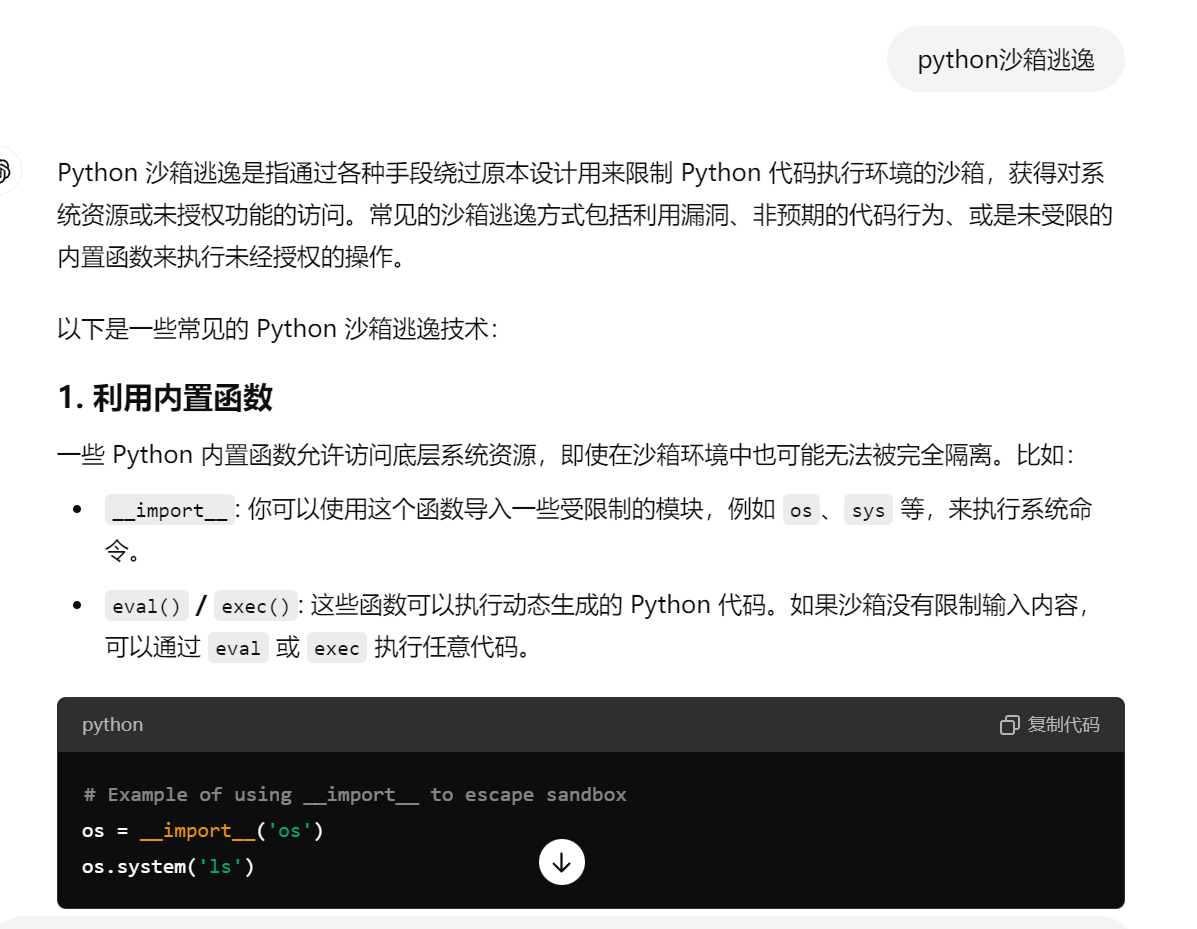 python沙箱逃逸
Python 沙箱逃逸是指通过各种手段绕过原本设计用来限制 Python 代码执行环境的沙箱，获得对系
统资源或未授权功能的访问。常见的沙箱逃逸方式包括利用漏洞、非预期的代码行为、或是未受限的
内置函数来执行未经授权的操作。
以下是一些常见的 Python 沙箱逃逸技术：
1. 利用内置函数
一些 Python 内置函数允许访问底层系统资源，即使在沙箱环境中也可能无法被完全隔离。比如：
• __import__: 你可以使用这个函数导入一些受限制的模块，例如 os、sys 等，来执行系统命
令。
• eval() / exec(): 这些函数可以执行动态生成的 Python 代码。如果沙箱没有限制输入内容，
可以通过 eval 或 exec 执行任意代码。
python 复制代码
# Example of using __import__ to escape sandbox
os = __import__('os')
os.system('ls')